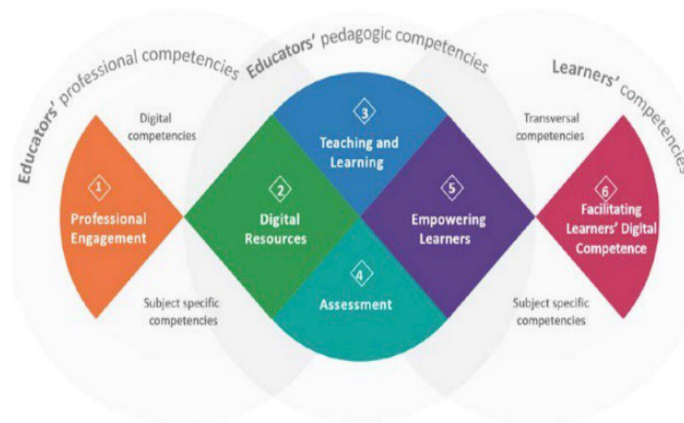 Educators' professional competencies
Educators' pedagogic competencies
Learners' competencies
Digital
competencies
Transversal
competencies
1
Professional
Engagement
2
Digital
Resources
3
Teaching and
Learning
4
Assessment
5
Empowering
Learners
6
Facilitating
Learners' Digital
Competence
Subject specific
competencies
Subject specific
competencies